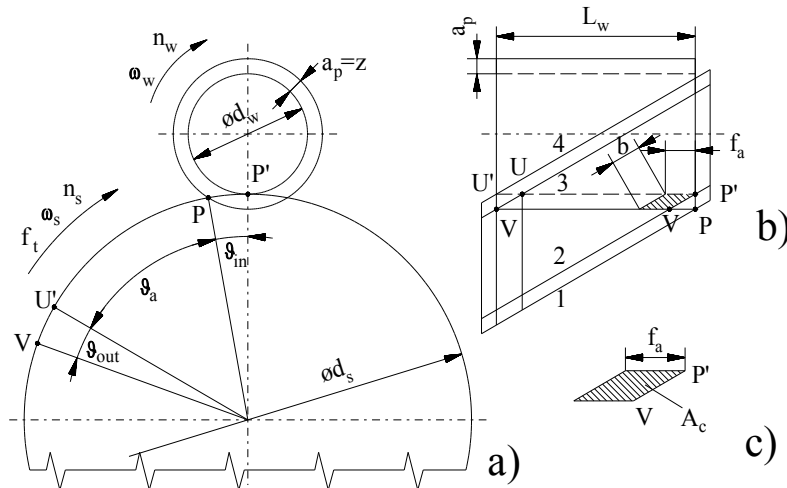 n_w
ω_w
a_p=z
ød_w
P'
P
n_s
ω_s
f_t
ϑ_in
ϑ_a
U'
V
ϑ_out
ød_s
a)
L_w
a_p
4
b
f_a
U
U'
3
P'
V
V
P
2
1
b)
f_a
P'
V
A_c
c)